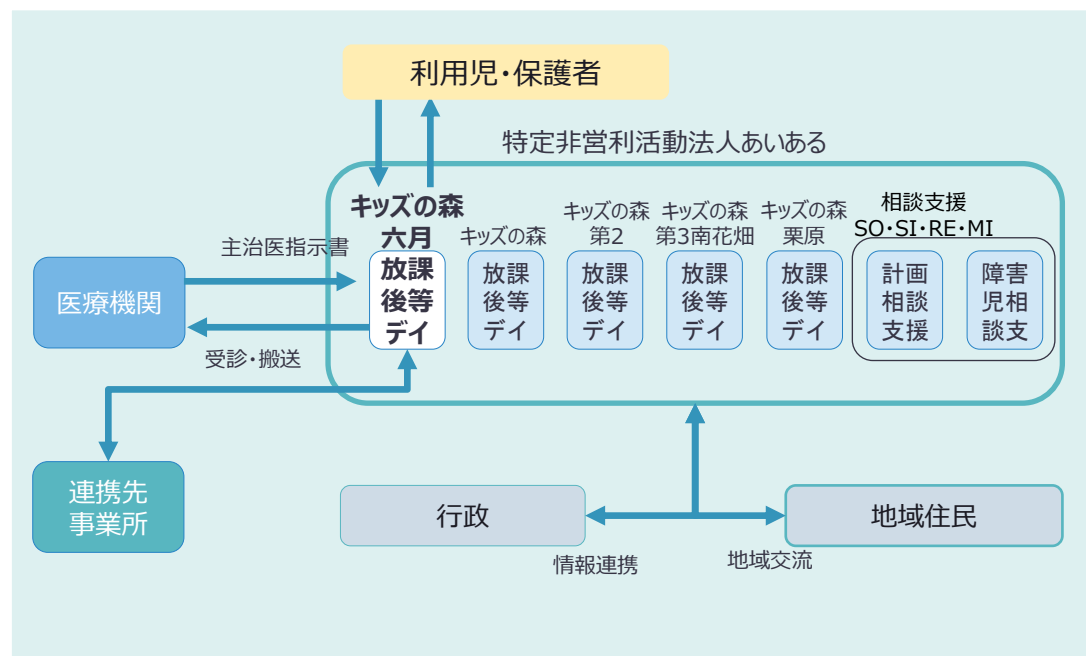 利用児・保護者
特定非営利活動法人あいある
キッズの森
六月
放課
後等
デイ
キッズの森
放課
後等
デイ
キッズの森
第2
放課
後等
デイ
キッズの森
第3南花畑
放課
後等
デイ
キッズの森
栗原
放課
後等
デイ
相談支援
SO・SI・RE・MI
計画
相談
支援
障害
児相
談支
主治医指示書
医療機関
受診・搬送
連携先
事業所
行政
地域住民
情報連携
地域交流